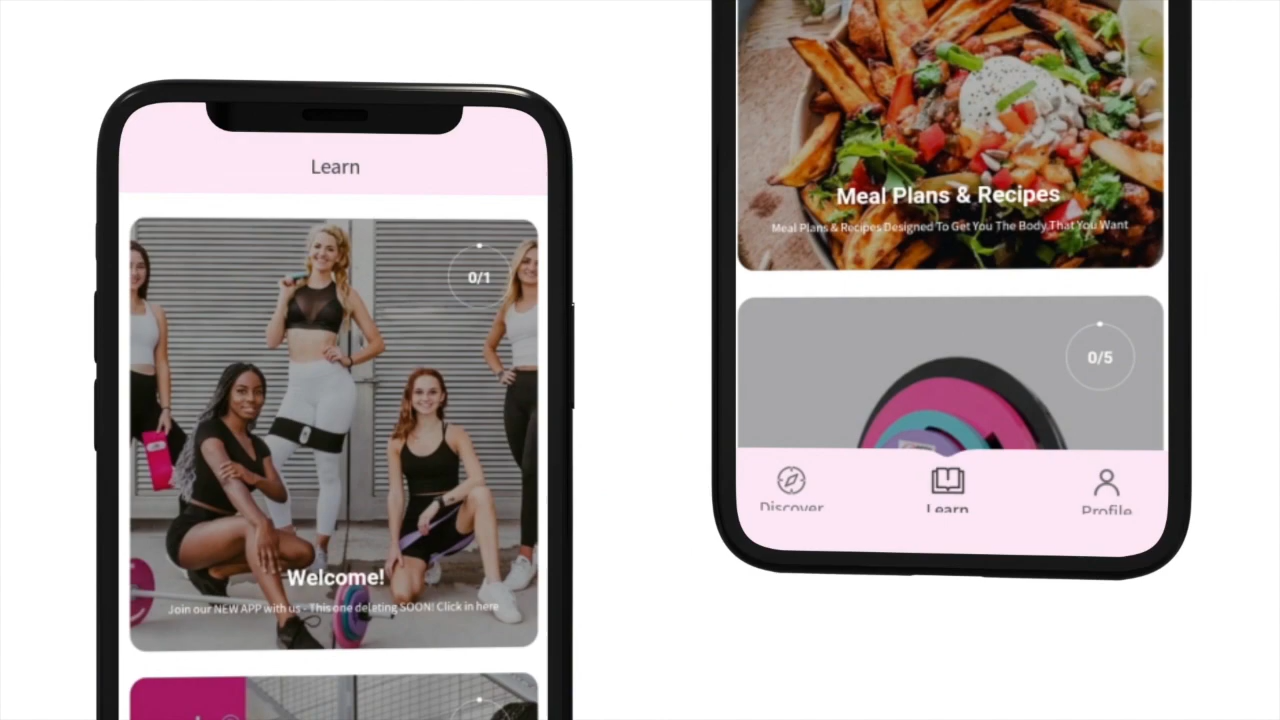 Learn
0/1
Welcome!
Join our NEW APP with us - This one deleting SOON! Click in here
Meal Plans & Recipes
Meal Plans & Recipes Designed To Get You The Body That You Want
0/5
Discover
Learn
Profile